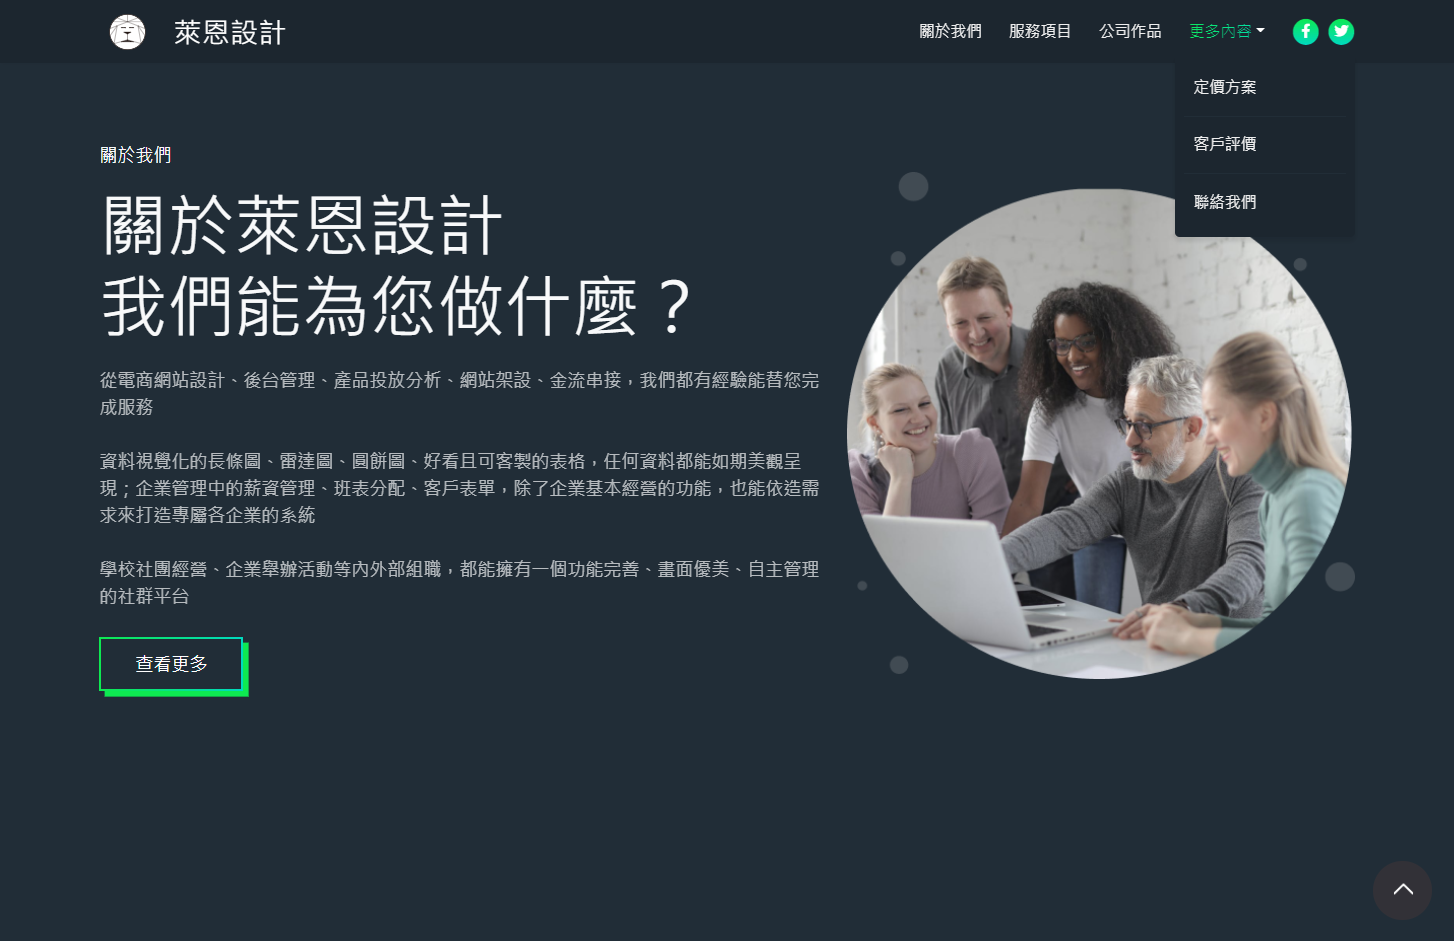 萊恩設計
關於我們
服務項目
公司作品
更多內容
定價方案
客戶評價
聯絡我們
關於我們
關於萊恩設計
我們能為您做什麼？
從電商網站設計、後台管理、產品投放分析、網站架設、金流串接，我們都有經驗能替您完
成服務
資料視覺化的長條圖、雷達圖、圓餅圖、好看且可客製的表格，任何資料都能如期美觀呈
現；企業管理中的薪資管理、班表分配、客戶表單，除了企業基本經營的功能，也能依造需
求來打造專屬各企業的系統
學校社團經營、企業舉辦活動等內外部組職，都能擁有一個功能完善、畫面優美、自主管理
的社群平台
查看更多